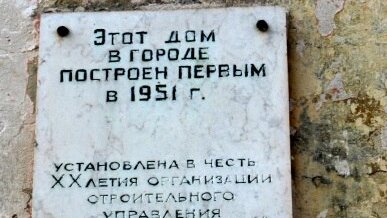 Этот дом
в городе
построен первым
в 1951 г.
установлена в честь
XX летия организации
строительного
управления